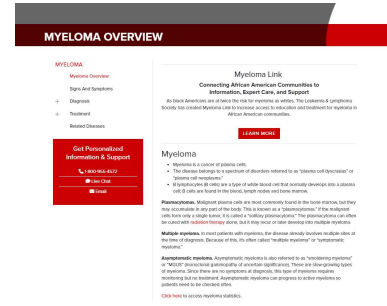 MYELOMA OVERVIEW
MYELOMA
Myeloma Overview
Signs And Symptoms
+ Diagnosis
+ Treatment
Related Diseases
Get Personalized
Information & Support
1-800-955-4572
Live Chat
Email
Myeloma Link
Connecting African American Communities to
Information, Expert Care, and Support
As black Americans are at twice the risk for myeloma as whites, The Leukemia & Lymphoma
Society has created Myeloma Link to increase access to education and treatment for myeloma in
African American communities.
LEARN MORE
Myeloma
• Myeloma is a cancer of plasma cells.
• The disease belongs to a spectrum of disorders referred to as "plasma cell dyscrasias" or
"plasma cell neoplasms."
• B lymphocytes (B cells) are a type of white blood cell that normally develops into a plasma
cell. B cells are found in the blood, lymph nodes and bone marrow.
Plasmacytomas. Malignant plasma cells are most commonly found in the bone marrow, but they
may accumulate in any part of the body. This is known as a "plasmacytomas." If the malignant
cells form only a single tumor, it is called a "solitary plasmacytoma." The plasmacytoma can often
be cured with radiation therapy alone, but it may recur or later develop into multiple myeloma.
Multiple myeloma. In most patients with myeloma, the disease already involves multiple sites at
the time of diagnosis. Because of this, it's often called "multiple myeloma" or "symptomatic
myeloma."
Asymptomatic myeloma. Asymptomatic myeloma is also referred to as "smoldering myeloma"
or "MGUS" (monoclonal gammopathy of uncertain significance). These are slow-growing types
of myeloma. Since there are no symptoms at diagnosis, this type of myeloma requires
monitoring but no treatment. Asymptomatic myeloma can progress to active myeloma so
patients need to be checked often.
Click here to access myeloma statistics.